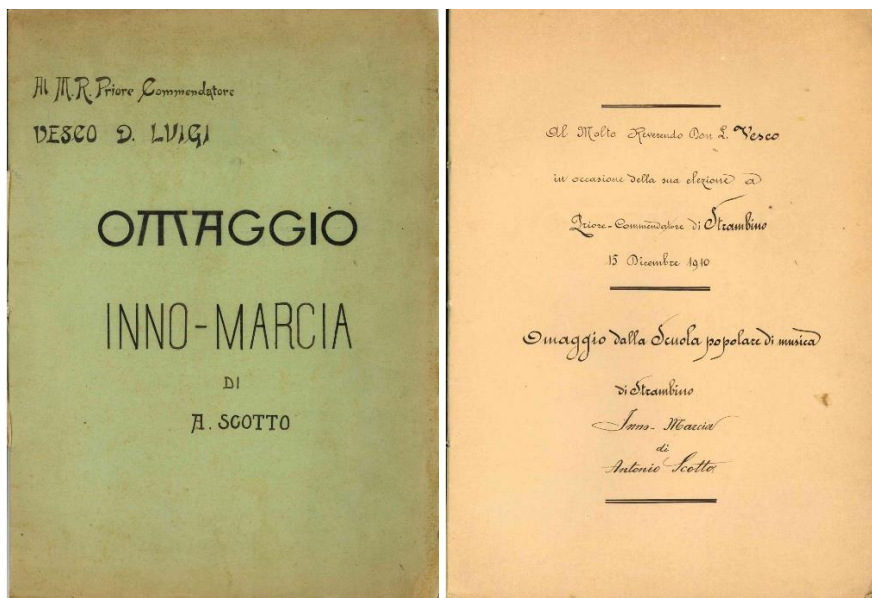 Al M.R. Priore Commendatore
VESCO D. LUIGI
OMAGGIO
INNO-MARCIA
DI
A. SCOTTO
Al Molto Reverendo Don L. Vesco
in occasione della sua elezione a
Priore-Commendatore di Strambino
15 Dicembre 1910
Omaggio dalla Scuola popolare di musica
di Strambino
Inno-Marcia
di
Antonio Scotto